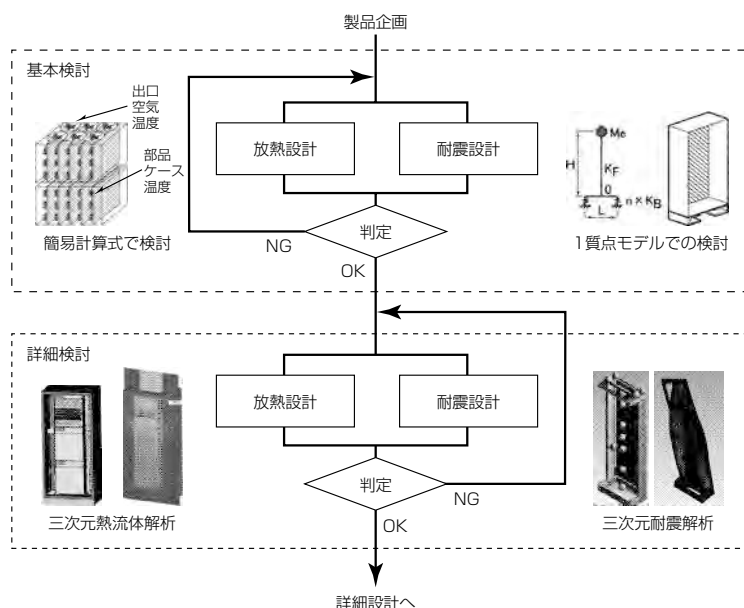 製品企画
基本検討
出口
空気
温度
部品
ケース
温度
簡易計算式で検討
放熱設計
耐震設計
判定
NG
OK
Me
H
KF
0
n × KB
L
1質点モデルでの検討
詳細検討
放熱設計
耐震設計
判定
NG
OK
三次元熱流体解析
三次元耐震解析
詳細設計へ